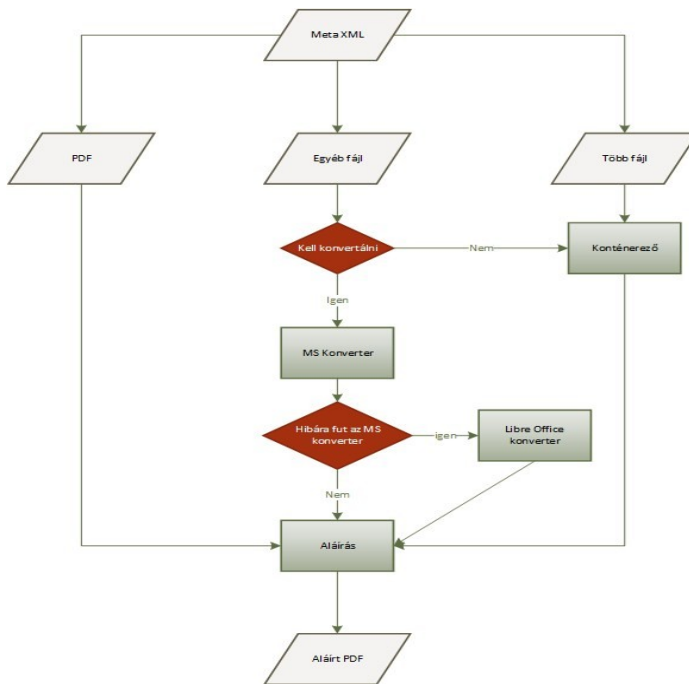 Meta XML
PDF
Egyéb fájl
Több fájl
Kell konvertálni
Nem
Konténerező
Igen
MS Konverter
Hibára fut az MS
konverter
igen
Libre Office
konverter
Nem
Aláírás
Aláírt PDF